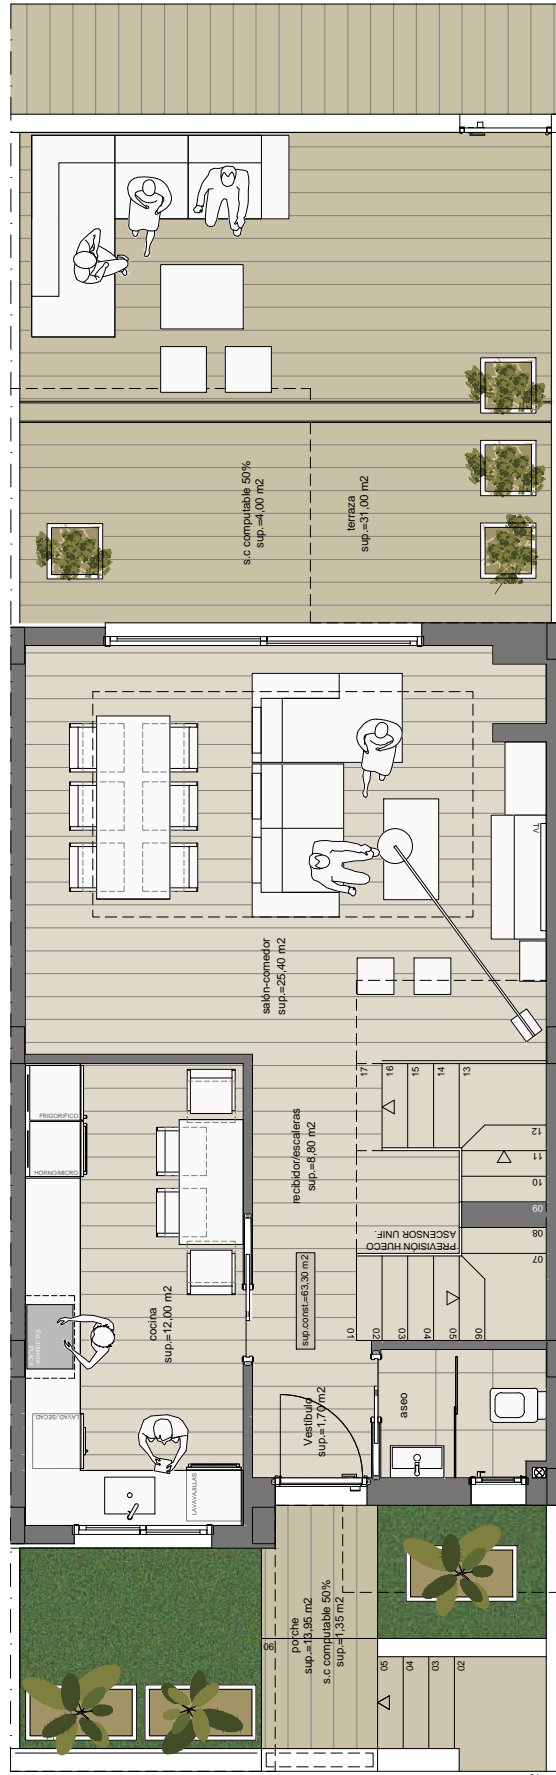 s.c computable 50%
sup.=4,00 m2
terraza
sup.=31,00 m2
TV
salón-comedor
sup.=25,40 m2
17
16
15
14
13
12
11
10
09
08
07
FRIGORIFICO
HORNO/MICRO
recibidor/escaleras
sup.=8,80 m2
PREVISIÓN HUECO
ASCENSOR UNIF.
sup.const.=63,30 m2
01
02
03
04
05
06
cocina
sup.=12,00 m2
PLACA
LAVAD./SECAD.
LAVAVAJILLAS
Vestíbulo
sup.=1,70 m2
aseo
porche
sup.=13,95 m2
s.c computable 50%
sup.=1,35 m2
06
05
04
03
02